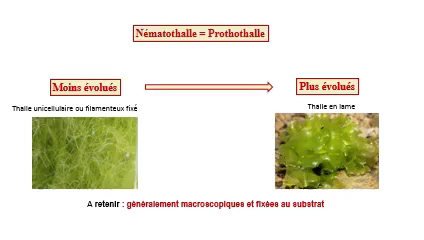 Nématothalle = Prothothalle
Moins évolués
Plus évolués
Thalle unicellulaire ou filamenteux fixé
Thalle en lame
A retenir : généralement macroscopiques et fixées au substrat